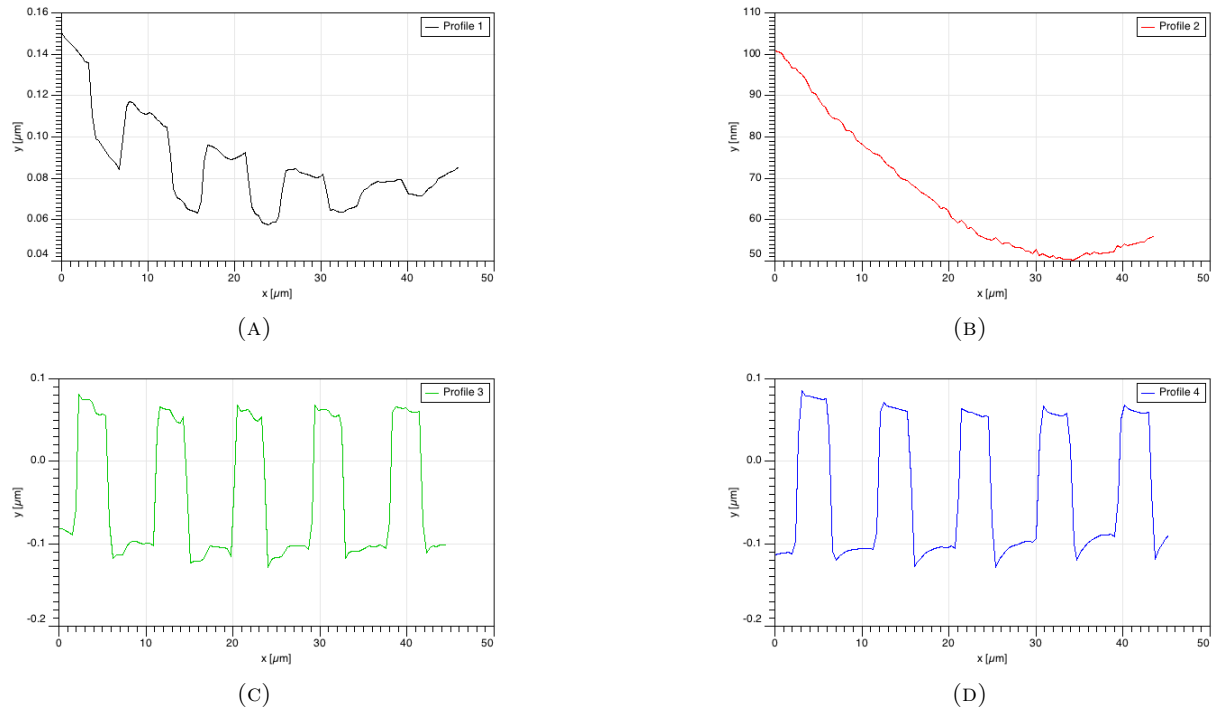 0.16
Profile 1
0.14
0.12
0.10
0.08
0.06
0.04
y [µm]
0 10 20 30 40 50
x [µm]
(A)
Profile 2
100
90
80
70
60
50
y [nm]
0 10 20 30 40 50
x [µm]
(B)
0.1
Profile 3
0.0
-0.1
-0.2
y [µm]
0 10 20 30 40 50
x [µm]
(C)
0.1
Profile 4
0.0
-0.1
-0.2
y [µm]
0 10 20 30 40 50
x [µm]
(D)